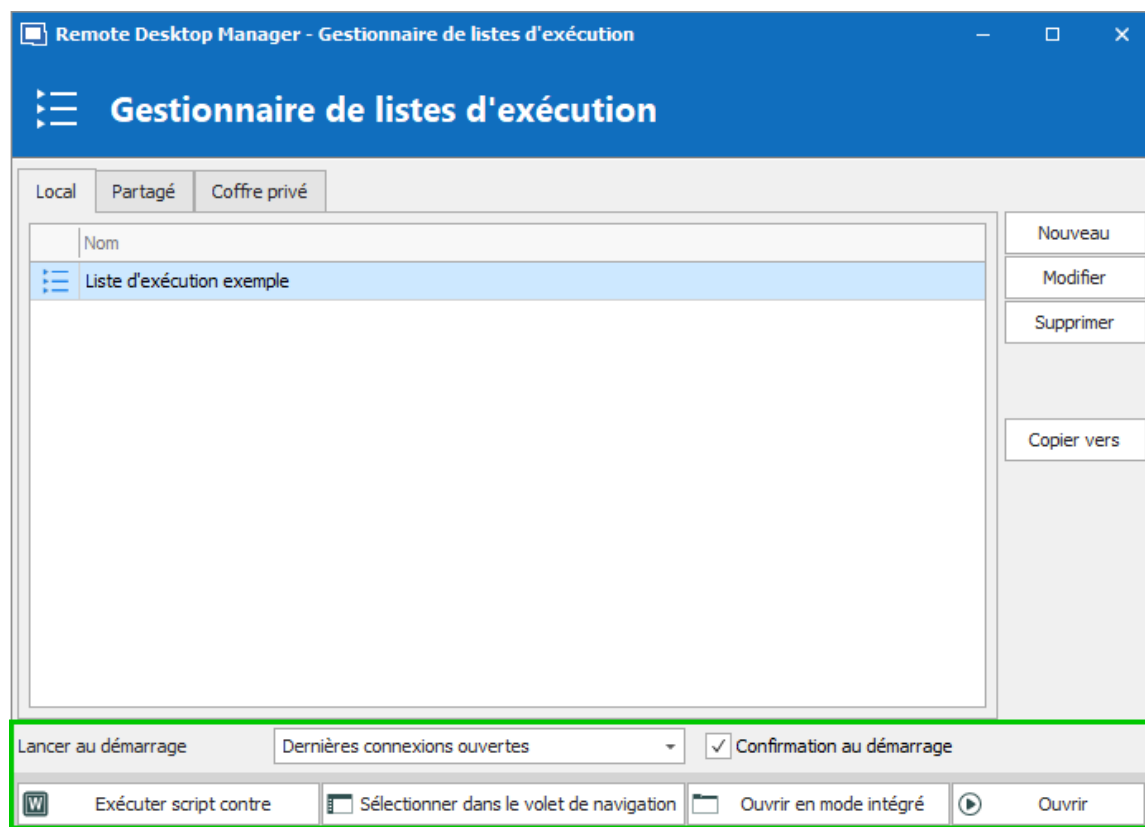 Remote Desktop Manager - Gestionnaire de listes d'exécution
Gestionnaire de listes d'exécution
Local Partagé Coffre privé
Nom
Liste d'exécution exemple
Nouveau
Modifier
Supprimer
Copier vers
Lancer au démarrage Dernières connexions ouvertes Confirmation au démarrage
W Exécuter script contre Sélectionner dans le volet de navigation Ouvrir en mode intégré Ouvrir